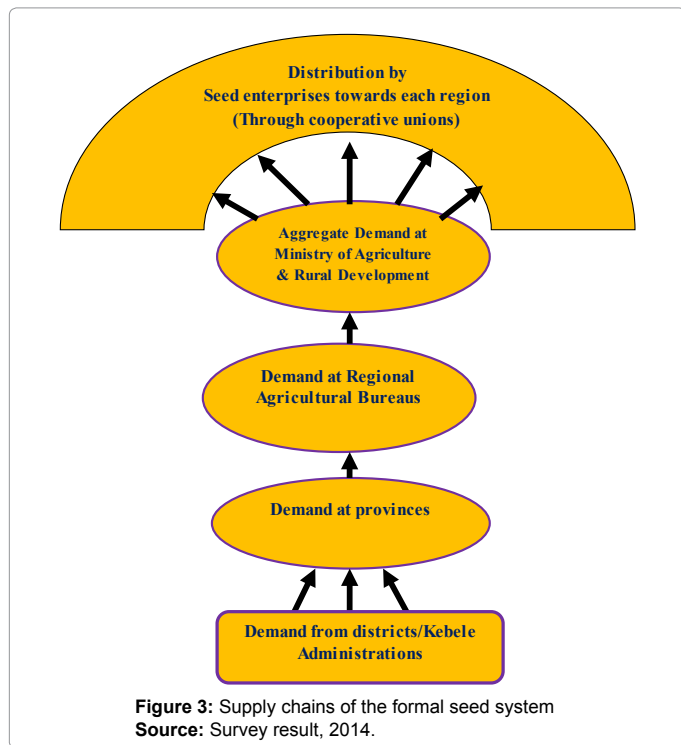 Distribution by
Seed enterprises towards each region
(Through cooperative unions)
Aggregate Demand at
Ministry of Agriculture
& Rural Development
Demand at Regional
Agricultural Bureaus
Demand at provinces
Demand from districts/Kebele
Administrations
Figure 3: Supply chains of the formal seed system
Source: Survey result, 2014.